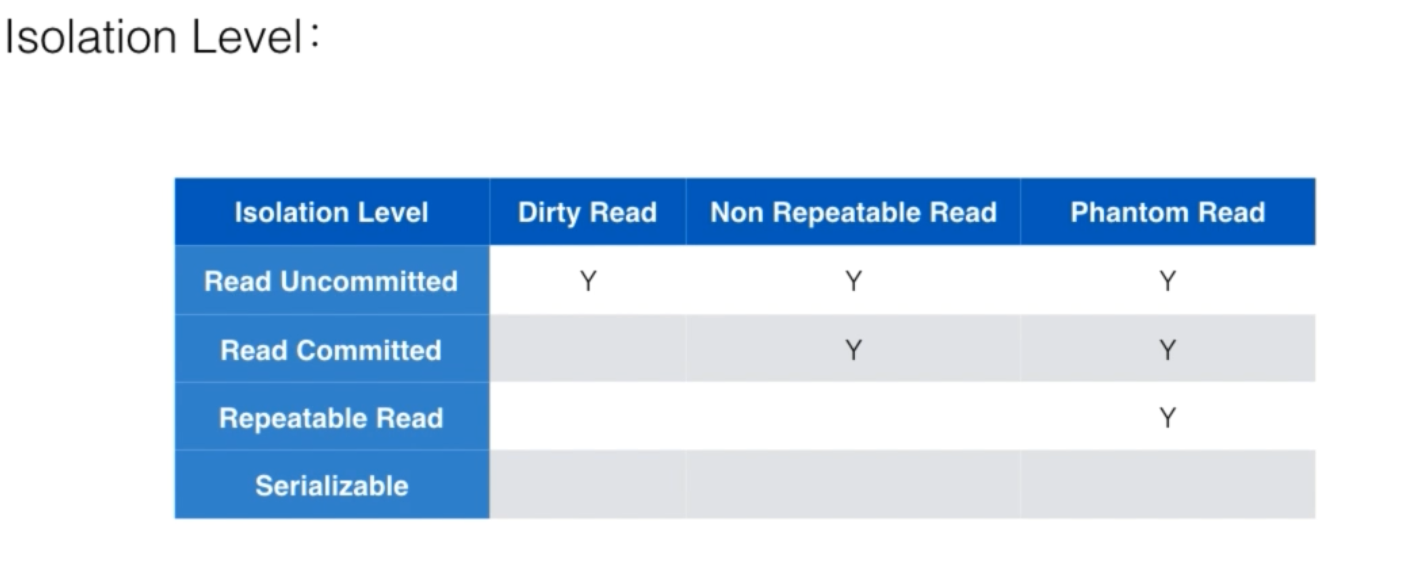 Isolation Level:
Isolation Level Dirty Read Non Repeatable Read Phantom Read
Read Uncommitted Y Y Y
Read Committed Y Y
Repeatable Read Y
Serializable